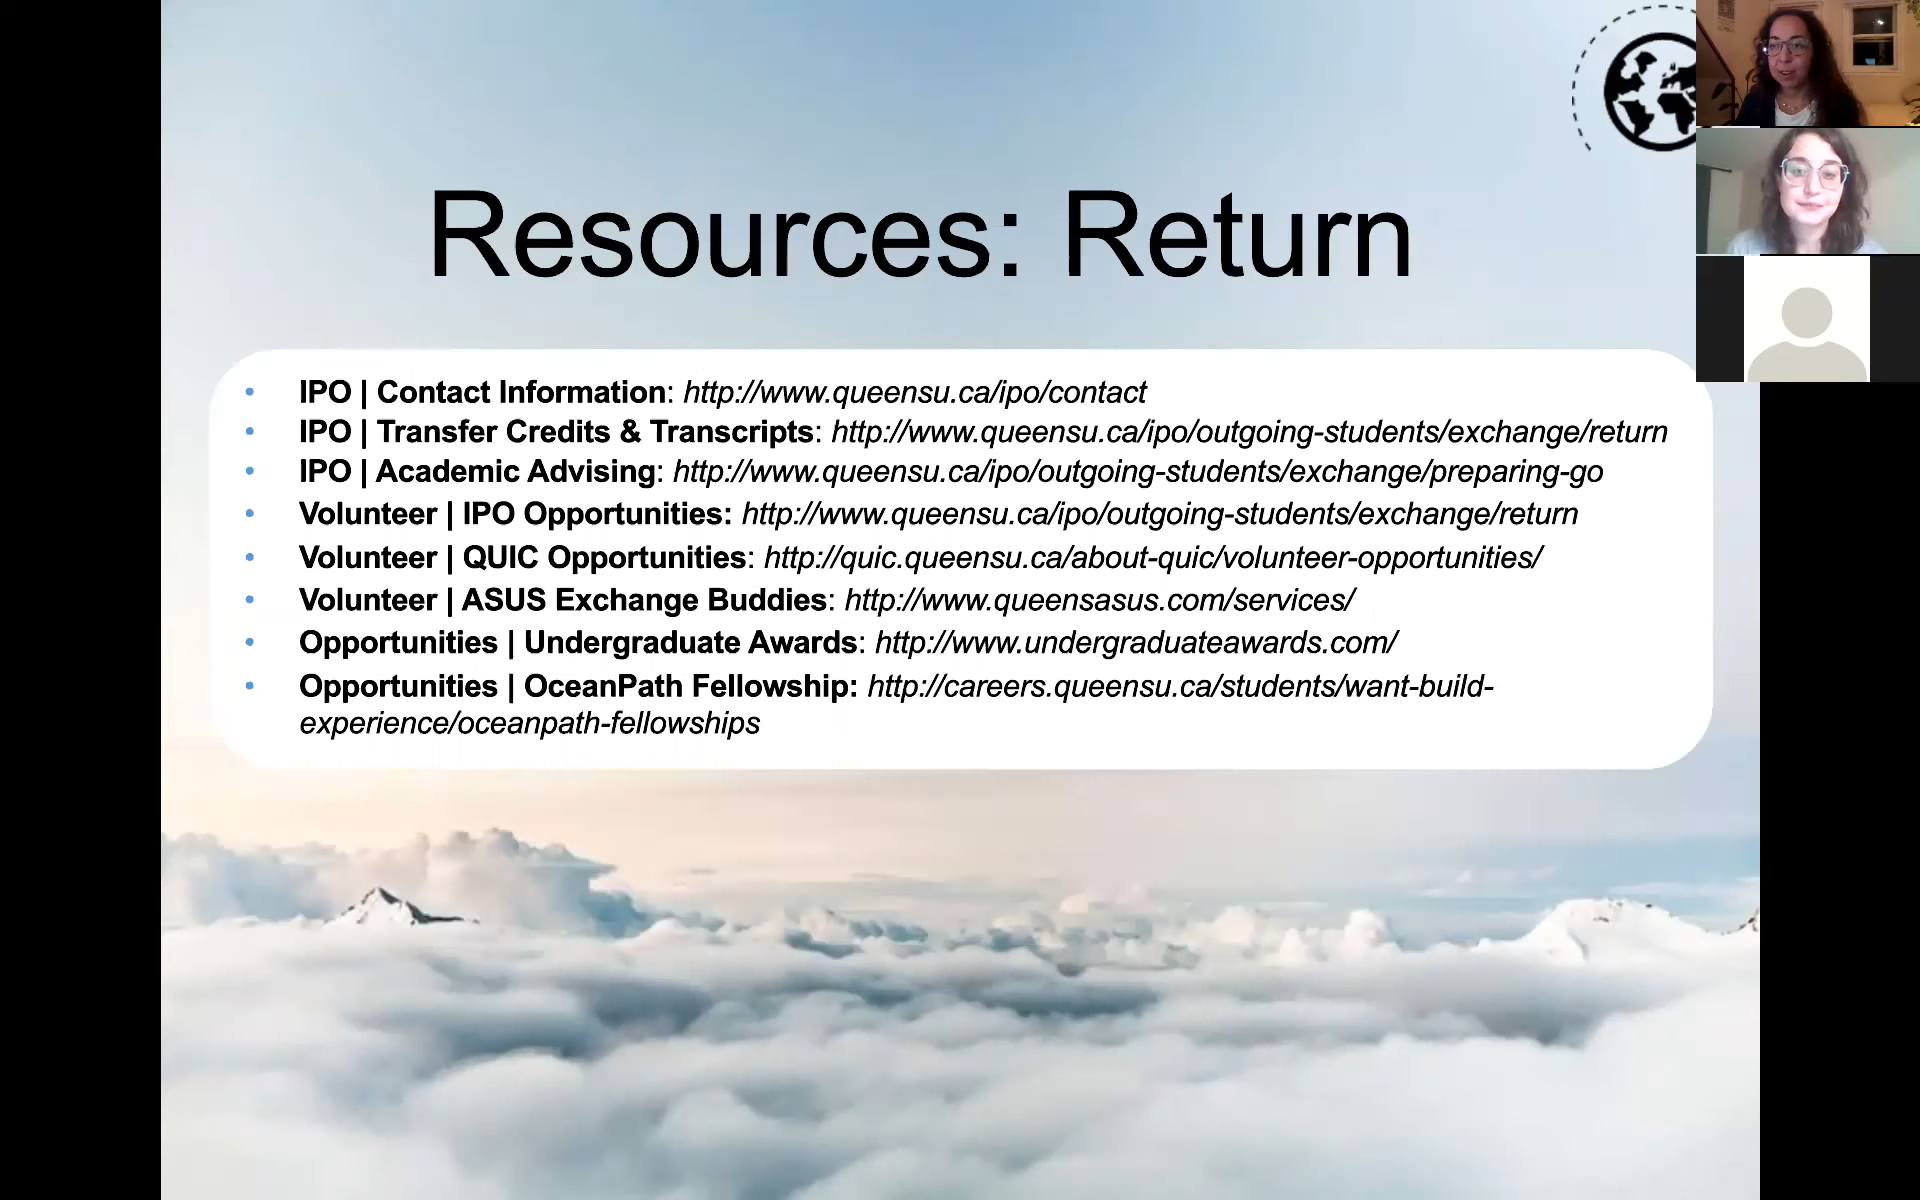 Resources: Return
• IPO | Contact Information: http://www.queensu.ca/ipo/contact
• IPO | Transfer Credits & Transcripts: http://www.queensu.ca/ipo/outgoing-students/exchange/return
• IPO | Academic Advising: http://www.queensu.ca/ipo/outgoing-students/exchange/preparing-go
• Volunteer | IPO Opportunities: http://www.queensu.ca/ipo/outgoing-students/exchange/return
• Volunteer | QUIC Opportunities: http://quic.queensu.ca/about-quic/volunteer-opportunities/
• Volunteer | ASUS Exchange Buddies: http://www.queensasus.com/services/
• Opportunities | Undergraduate Awards: http://www.undergraduateawards.com/
• Opportunities | OceanPath Fellowship: http://careers.queensu.ca/students/want-build-
experience/oceanpath-fellowships